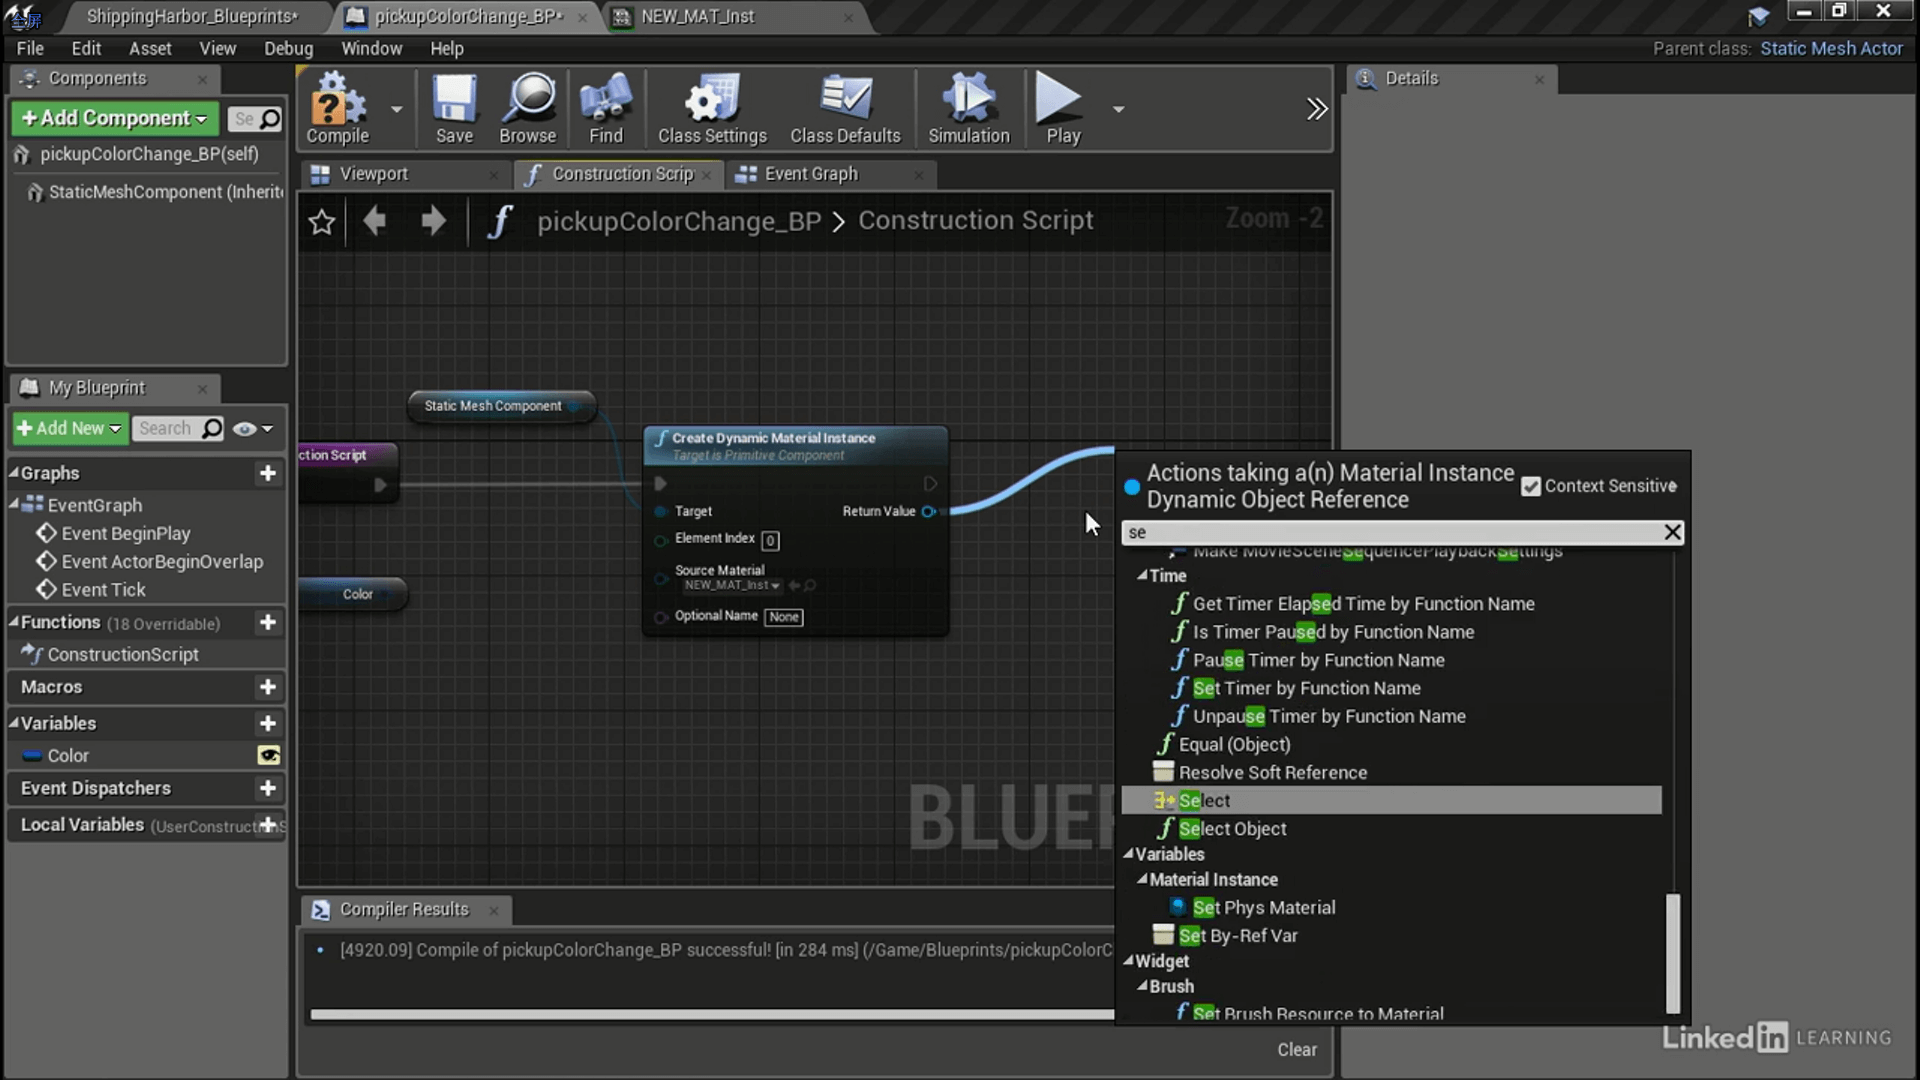 全屏
ShippingHarbor_Blueprints*
pickupColorChange_BP*
NEW_MAT_Inst
File Edit Asset View Debug Window Help
Parent class: Static Mesh Actor
Components
+Add Component
Se
pickupColorChange_BP(self)
StaticMeshComponent (Inherite
Compile
Save
Browse
Find
Class Settings
Class Defaults
Simulation
Play
Details
Viewport
Construction Scrip
Event Graph
pickupColorChange_BP > Construction Script
Zoom -2
My Blueprint
+Add New
Search
Graphs
EventGraph
Event BeginPlay
Event ActorBeginOverlap
Event Tick
Functions (18 Overridable)
ConstructionScript
Macros
Variables
Color
Event Dispatchers
Local Variables (UserConstruct
Static Mesh Component
ction Script
Color
Create Dynamic Material Instance
Target is Primitive Component
Target
Return Value
Element Index 0
Source Material
NEW_MAT_Inst
Optional Name None
BLUEP
Actions taking a(n) Material Instance
Dynamic Object Reference
Context Sensitive
se
Make MovieSceneSequencePlaybackSettings
Time
Get Timer Elapsed Time by Function Name
Is Timer Paused by Function Name
Pause Timer by Function Name
Set Timer by Function Name
Unpause Timer by Function Name
Equal (Object)
Resolve Soft Reference
Select
Select Object
Variables
Material Instance
Set Phys Material
Set By-Ref Var
Widget
Brush
Set Brush Resource to Material
Compiler Results
[4920.09] Compile of pickupColorChange_BP successful! [in 284 ms] (/Game/Blueprints/pickupColorC
Clear
LinkedIn LEARNING